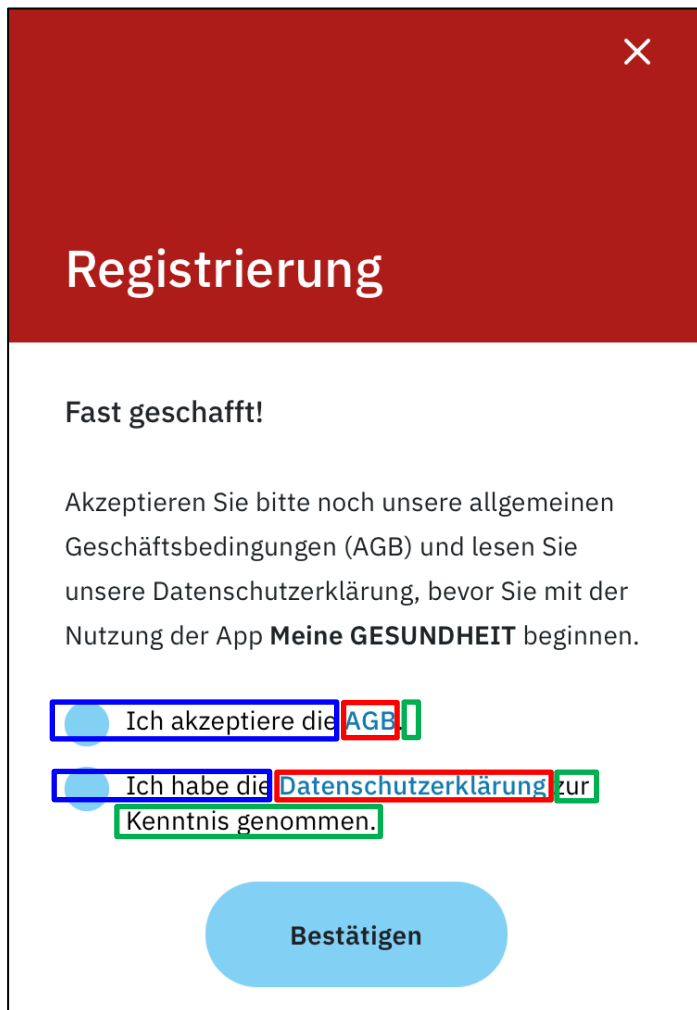 Registrierung
Fast geschafft!
Akzeptieren Sie bitte noch unsere allgemeinen
Geschäftsbedingungen (AGB) und lesen Sie
unsere Datenschutzerklärung, bevor Sie mit der
Nutzung der App Meine GESUNDHEIT beginnen.
Ich akzeptiere die AGB.
Ich habe die Datenschutzerklärung zur
Kenntnis genommen.
Bestätigen